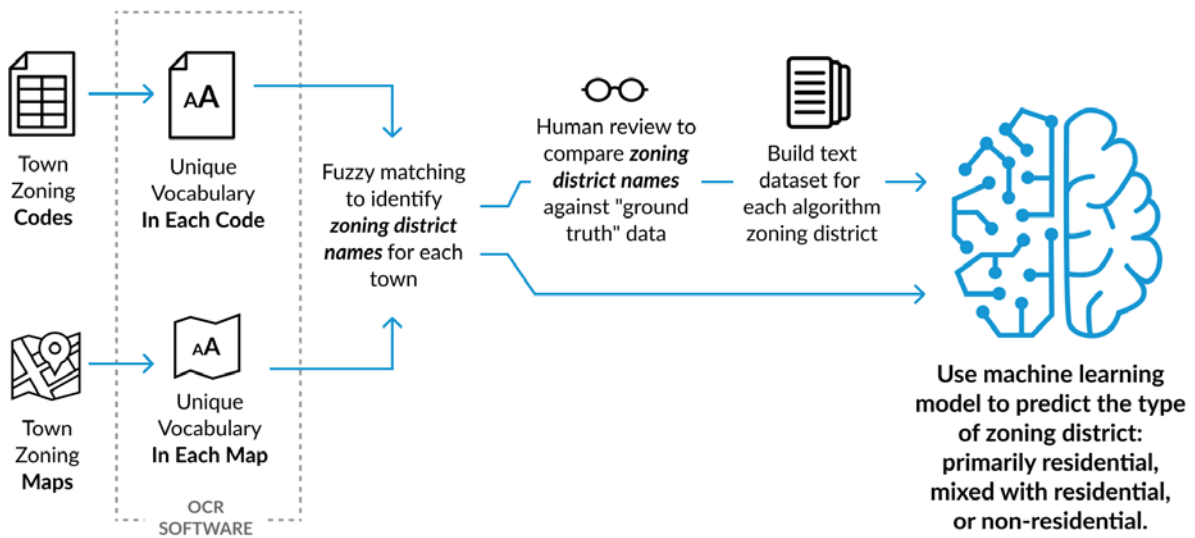 Town
Zoning
Codes
AA
Unique
Vocabulary
In Each Code
Town
Zoning
Maps
AA
Unique
Vocabulary
In Each Map
OCR
SOFTWARE
Fuzzy matching
to identify
zoning district
names for each
town
Human review to
compare zoning
district names
against "ground
truth" data
Build text
dataset for
each algorithm
zoning district
Use machine learning
model to predict the type
of zoning district:
primarily residential,
mixed with residential,
or non-residential.